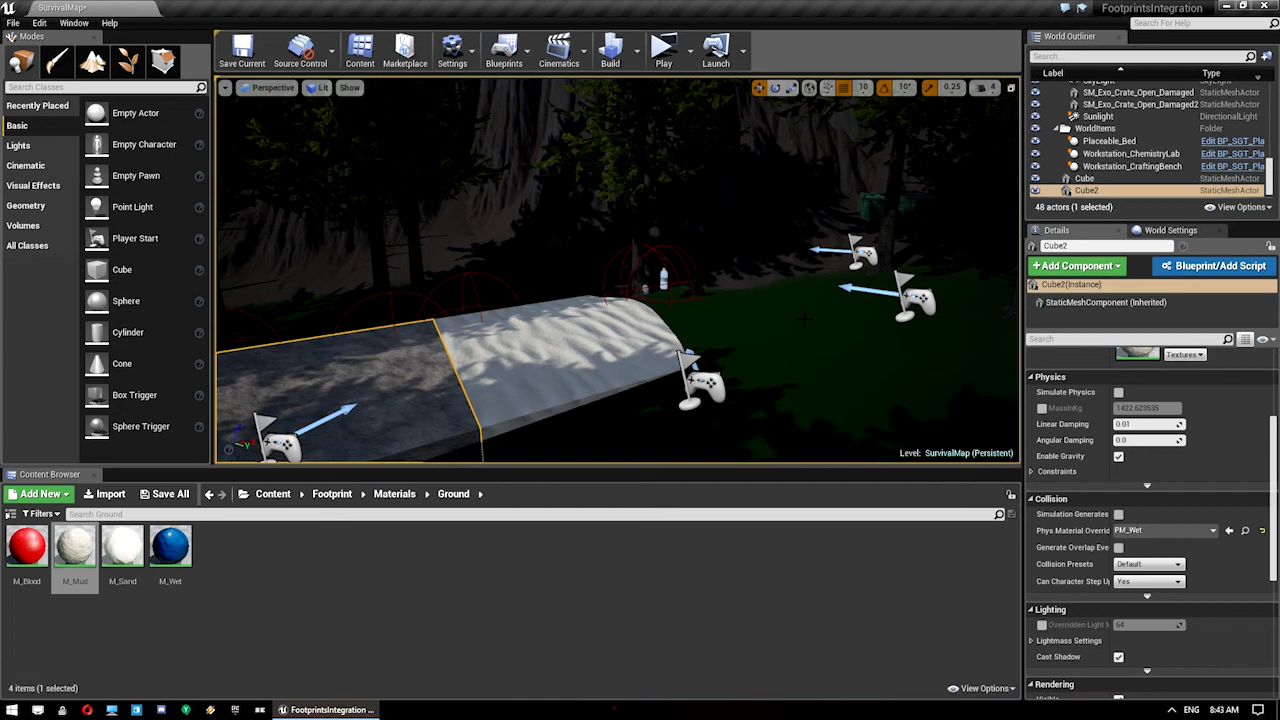 SurvivalMap*
FootprintsIntegration
File Edit Window Help
Search For Help
Modes
Search Classes
Recently Placed
Basic
Lights
Cinematic
Visual Effects
Geometry
Volumes
All Classes
Empty Actor
Empty Character
Empty Pawn
Point Light
Player Start
Cube
Sphere
Cylinder
Cone
Box Trigger
Sphere Trigger
Save Current
Source Control
Content
Marketplace
Settings
Blueprints
Cinematics
Build
Play
Launch
Perspective
Lit
Show
10
10°
0.25
4
Level: SurvivalMap (Persistent)
World Outliner
Search...
Label Type
SkyLight
SM_Exo_Crate_Open_Damaged StaticMeshActor
SM_Exo_Crate_Open_Damaged2 StaticMeshActor
Sunlight DirectionalLight
WorldItems Folder
Placeable_Bed Edit BP_SGT_Pla
Workstation_ChemistryLab Edit BP_SGT_Pla
Workstation_CraftingBench Edit BP_SGT_Pla
Cube StaticMeshActor
Cube2 StaticMeshActor
48 actors (1 selected)
View Options
Details
World Settings
Cube2
+Add Component
Blueprint/Add Script
Cube2(Instance)
StaticMeshComponent (Inherited)
Search
Textures
Physics
Simulate Physics
MassInKg 1422.623535
Linear Damping 0.01
Angular Damping 0.0
Enable Gravity
Constraints
Collision
Simulation Generates
Phys Material Overrid PM_Wet
Generate Overlap Eve
Collision Presets Default
Can Character Step U Yes
Lighting
Overridden Light M 64
Lightmass Settings
Cast Shadow
Rendering
Content Browser
Add New
Import
Save All
Content Footprint Materials Ground
Filters
Search Ground
M_Blood
M_Mud
M_Sand
M_Wet
4 items (1 selected)
View Options
FootprintsIntegration ...
ENG
8:43 AM